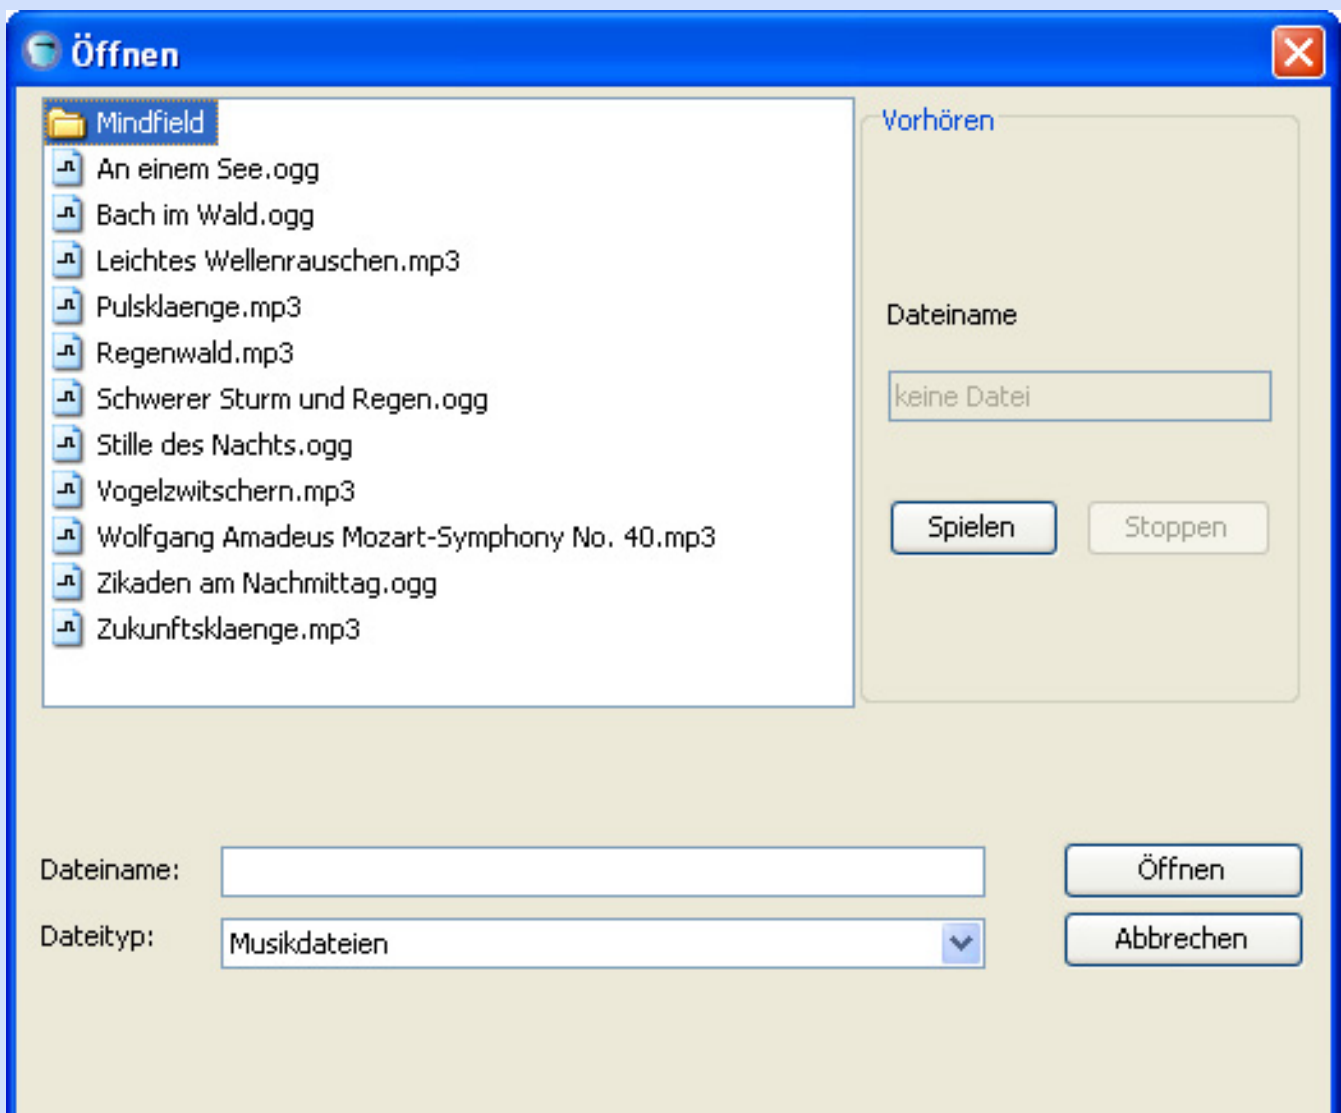 Öffnen
Mindfield
An einem See.ogg
Bach im Wald.ogg
Leichtes Wellenrauschen.mp3
Pulsklaenge.mp3
Regenwald.mp3
Schwerer Sturm und Regen.ogg
Stille des Nachts.ogg
Vogelzwitschern.mp3
Wolfgang Amadeus Mozart-Symphony No. 40.mp3
Zikaden am Nachmittag.ogg
Zukunftsklaenge.mp3
Vorhören
Dateiname
keine Datei
Spielen Stoppen
Dateiname: Öffnen
Dateityp: Musikdateien Abbrechen